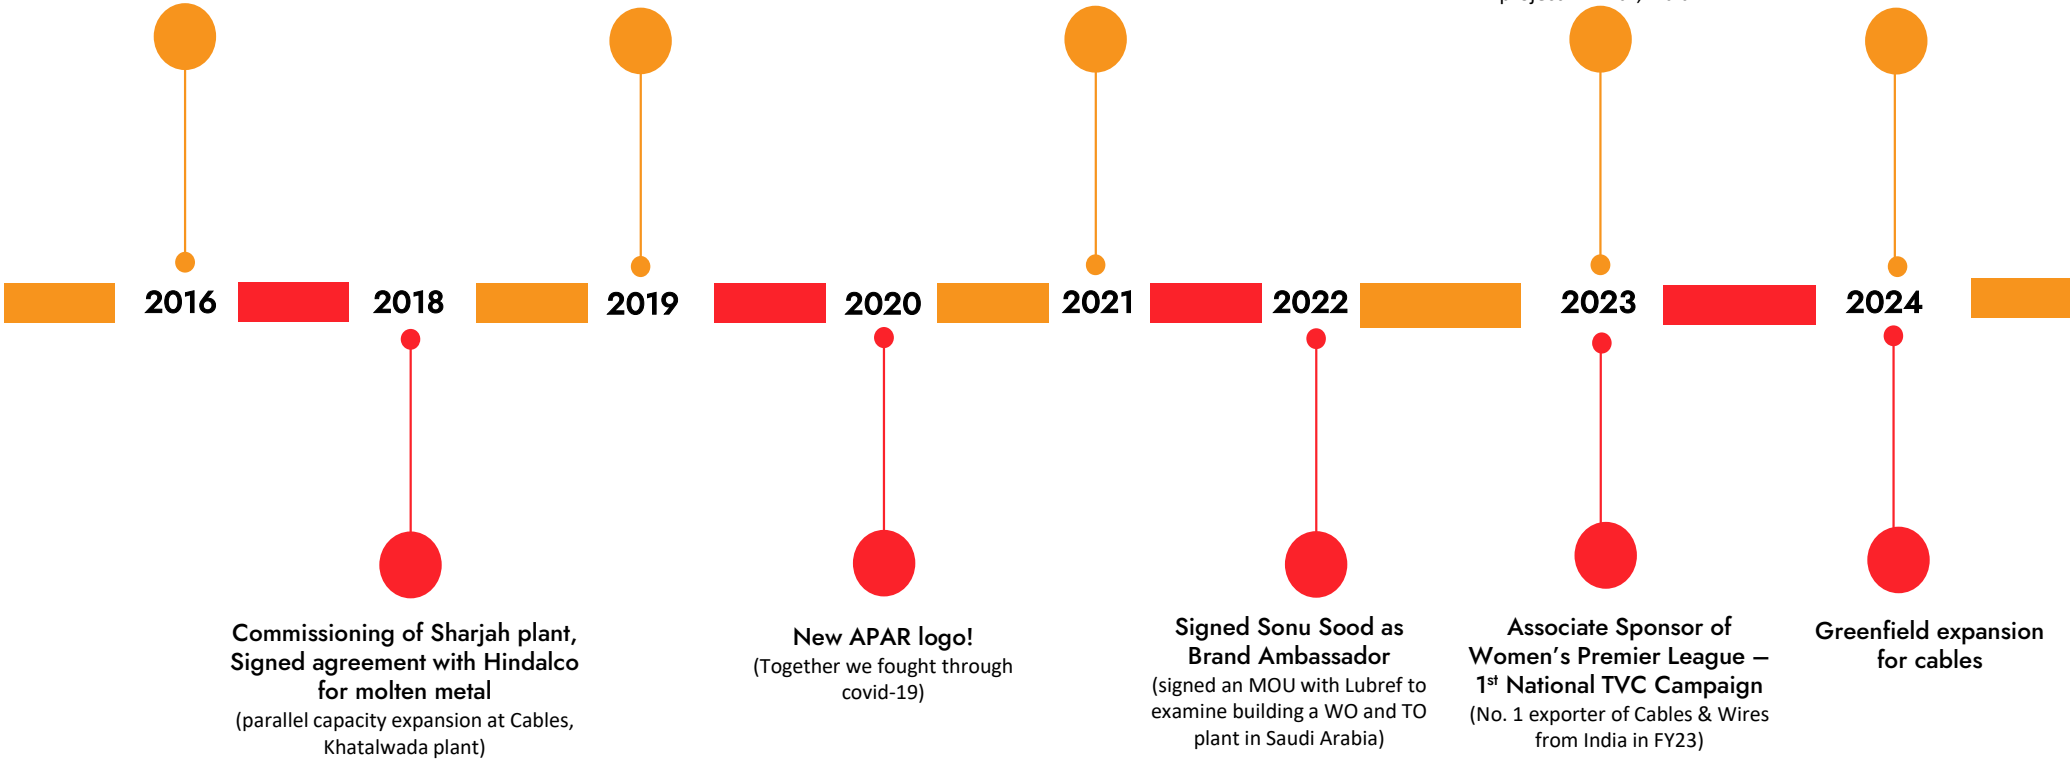 2016 2018 2019 2020 2021 2022 2023 2024
Commissioning of Sharjah plant,
Signed agreement with Hindalco
for molten metal
(parallel capacity expansion at Cables,
Khatalwada plant)
New APAR logo!
(Together we fought through
covid-19)
Signed Sonu Sood as
Brand Ambassador
(signed an MOU with Lubref to
examine building a WO and TO
plant in Saudi Arabia)
Associate Sponsor of
Women's Premier League –
1st National TVC Campaign
(No. 1 exporter of Cables & Wires
from India in FY23)
Greenfield expansion
for cables